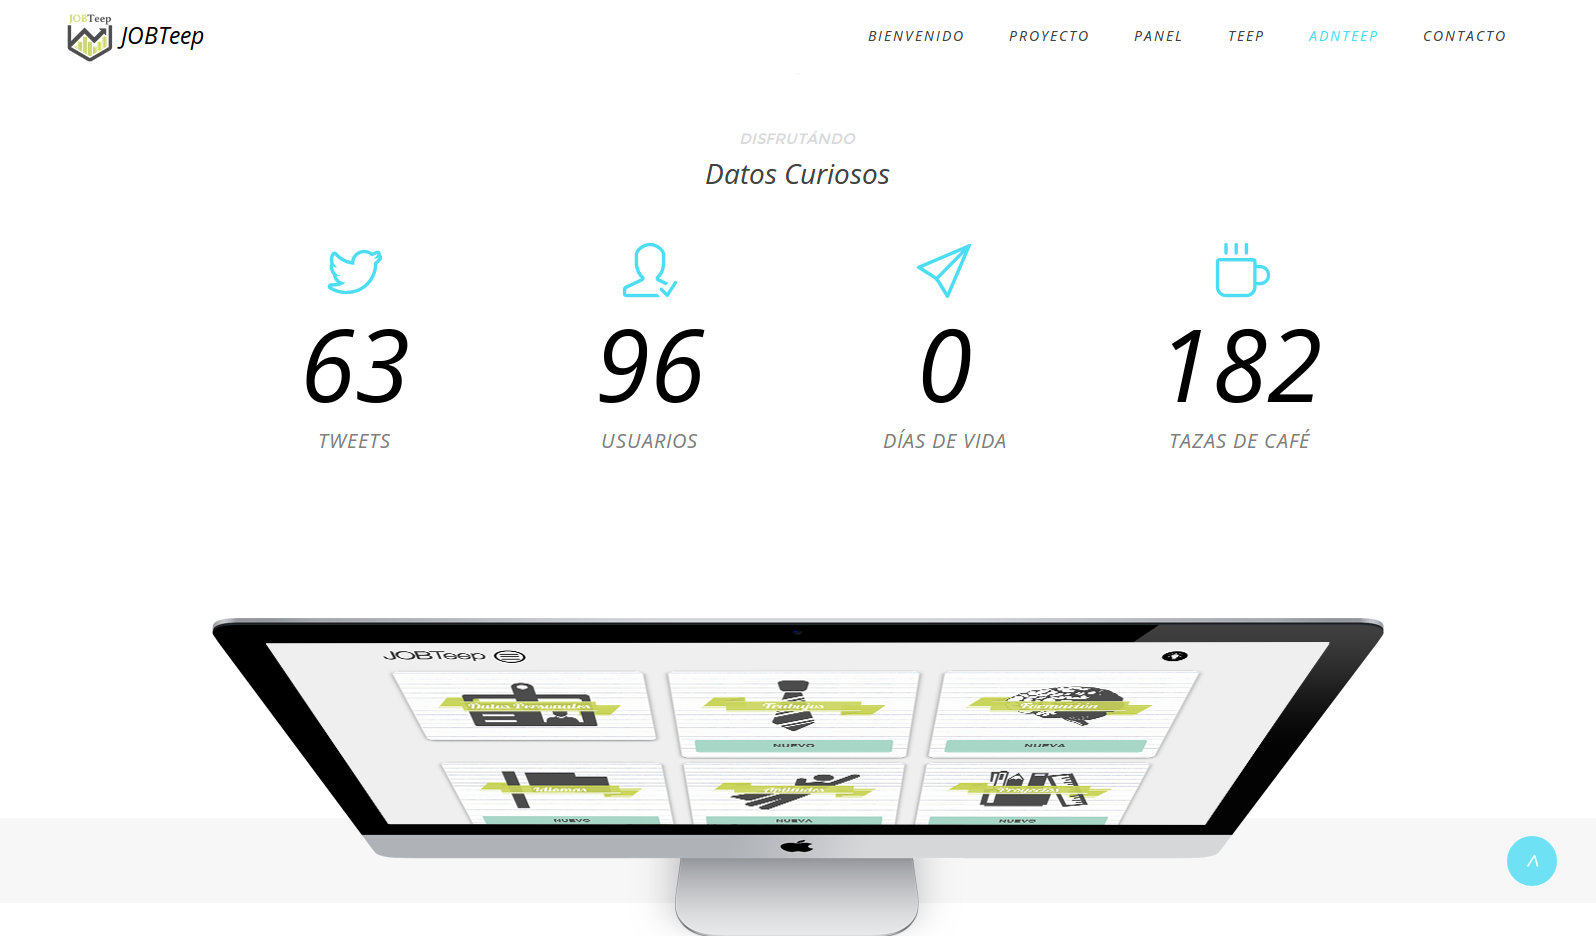 JOBTeep
JOBTeep
BIENVENIDO PROYECTO PANEL TEEP ADNTEEP CONTACTO
DISFRUTÁNDO
Datos Curiosos
63 96 0 182
TWEETS USUARIOS DÍAS DE VIDA TAZAS DE CAFÉ
JOBTeep
Datos Personales Trabajos Formación
NUEVO NUEVA
Idiomas Aptitudes Proyectos
NUEVO NUEVA NUEVO